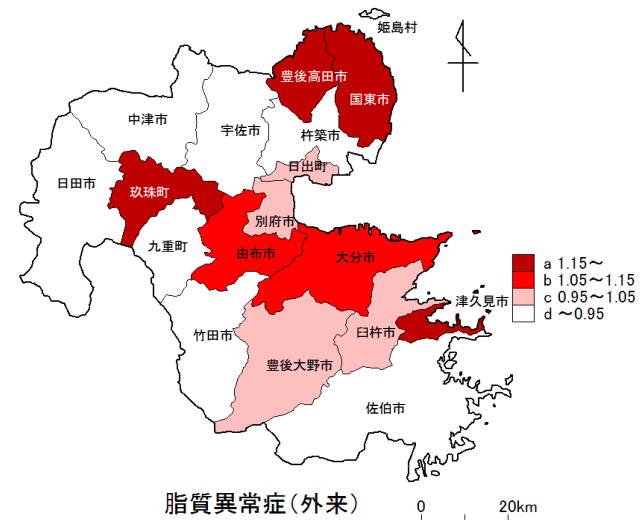 姫島村
豊後高田市
国東市
中津市
宇佐市
杵築市
日出町
日田市
玖珠町
別府市
九重町
由布市
大分市
a 1.15～
b 1.05～1.15
c 0.95～1.05
d ～0.95
津久見市
竹田市
臼杵市
豊後大野市
佐伯市
脂質異常症（外来）
0 20km